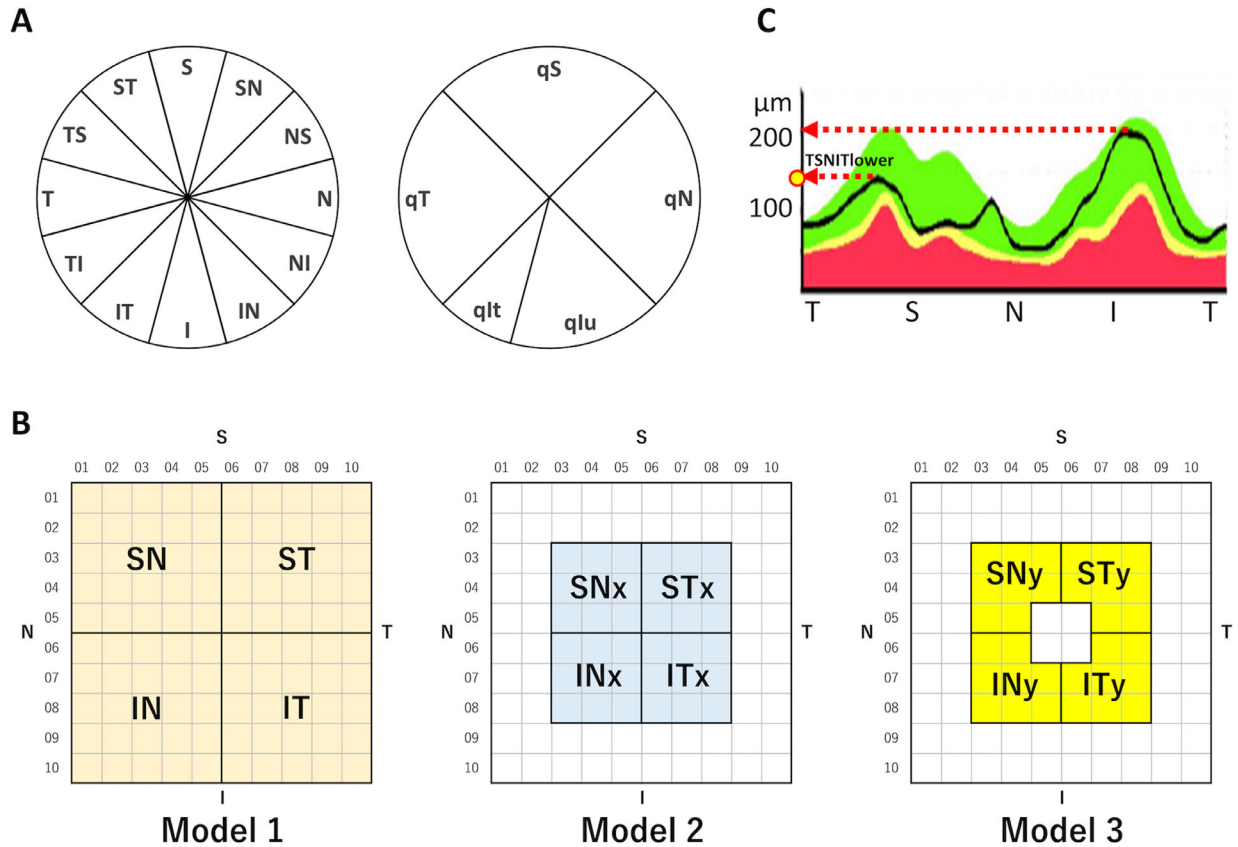 A
S
ST
SN
TS
NS
T
N
TI
NI
IT
IN
I
qS
qT
qN
qIt
qIu
C
µm
200
TSNITlower
100
T S N I T
B
S
01 02 03 04 05 06 07 08 09 10
01
02
03
04
05
06
07
08
09
10
N
T
SN ST
IN IT
I
Model 1
S
01 02 03 04 05 06 07 08 09 10
01
02
03
04
05
06
07
08
09
10
N
T
SNx STx
INx ITx
I
Model 2
S
01 02 03 04 05 06 07 08 09 10
01
02
03
04
05
06
07
08
09
10
N
T
SNy STy
INy ITy
I
Model 3